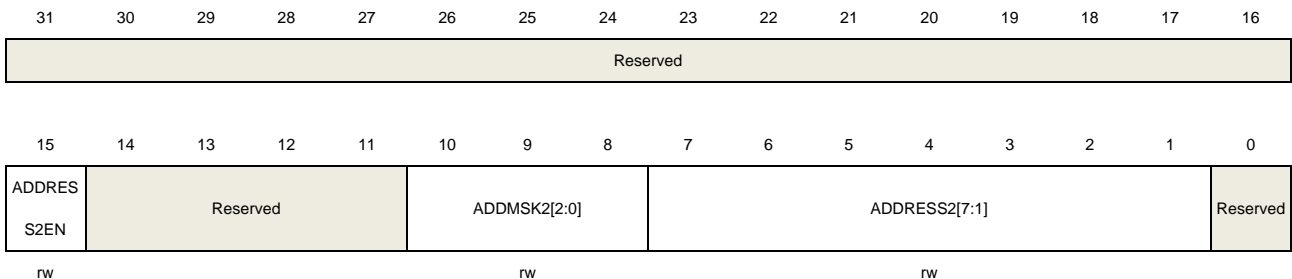 31 30 29 28 27 26 25 24 23 22 21 20 19 18 17 16
Reserved
15 14 13 12 11 10 9 8 7 6 5 4 3 2 1 0
ADDRES
S2EN
Reserved
ADDMSK2[2:0]
ADDRESS2[7:1]
Reserved
rw rw rw